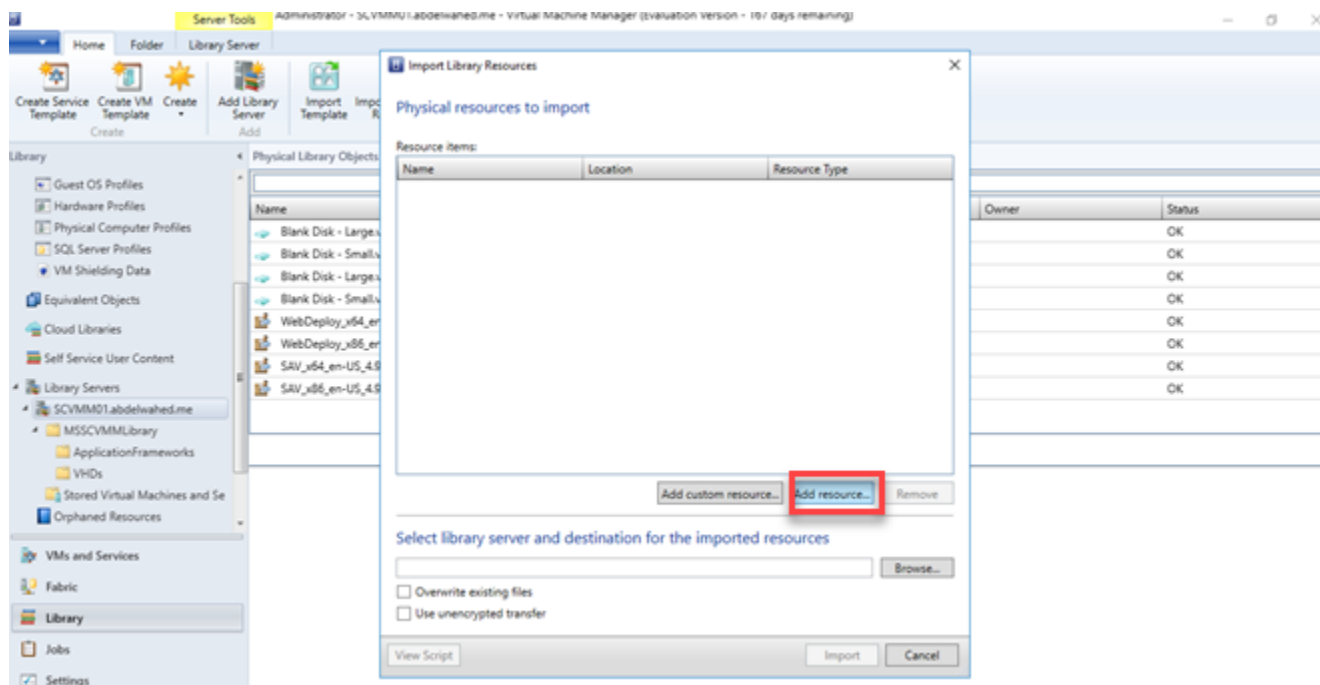 Server Tools
Administrator - SCVMM01.abdelwahed.me - Virtual Machine Manager (Evaluation Version - 167 days remaining)
Home Folder Library Server
Create Service Template
Create VM Template
Create
Add Library Server
Import Template
Create
Add
Library
Guest OS Profiles
Hardware Profiles
Physical Computer Profiles
SQL Server Profiles
VM Shielding Data
Equivalent Objects
Cloud Libraries
Self Service User Content
Library Servers
SCVMM01.abdelwahed.me
MSSCVMMLibrary
ApplicationFrameworks
VHDs
Stored Virtual Machines and Se
Orphaned Resources
VMs and Services
Fabric
Library
Jobs
Settings
Physical Library Objects
Name
Blank Disk - Large.v
Blank Disk - Small.v
Blank Disk - Large.v
Blank Disk - Small.v
WebDeploy_x64_en
WebDeploy_x86_en
SAV_x64_en-US_4.9
SAV_x86_en-US_4.9
Import Library Resources
Physical resources to import
Resource items:
Name Location Resource Type
Add custom resource... Add resource... Remove
Select library server and destination for the imported resources
Browse...
Overwrite existing files
Use unencrypted transfer
View Script Import Cancel
Owner Status
OK
OK
OK
OK
OK
OK
OK
OK